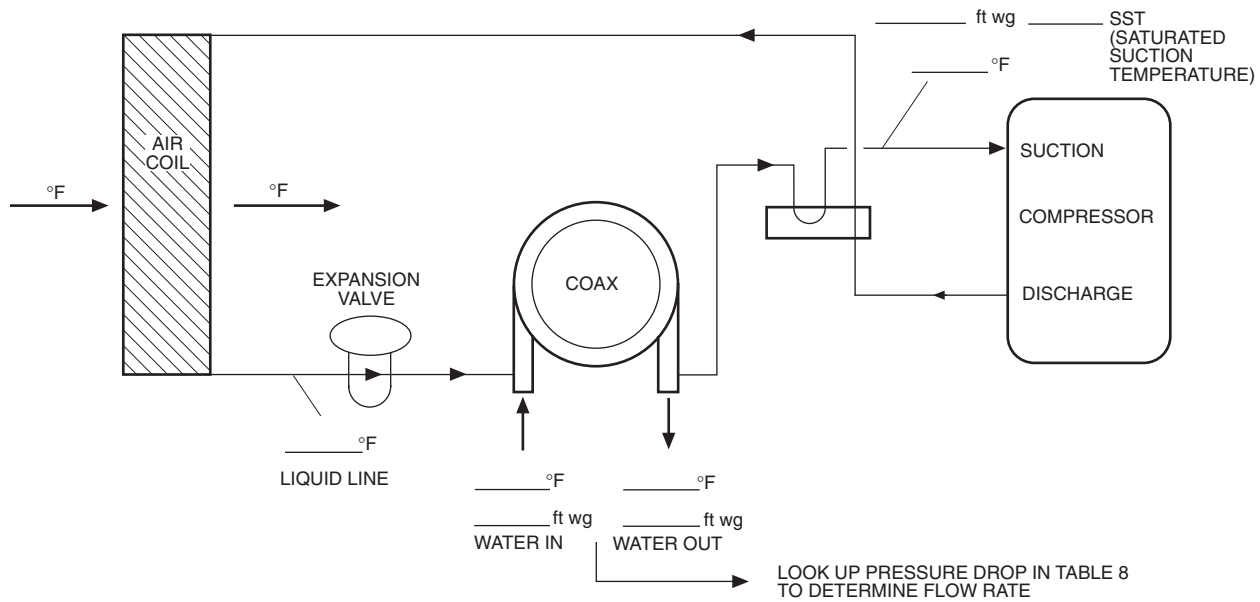 ft wg SST
(SATURATED
SUCTION
TEMPERATURE)
°F
AIR
COIL
SUCTION
°F
°F
COMPRESSOR
EXPANSION
VALVE
COAX
DISCHARGE
°F
LIQUID LINE
°F
°F
ft wg
ft wg
WATER IN
WATER OUT
LOOK UP PRESSURE DROP IN TABLE 8
TO DETERMINE FLOW RATE